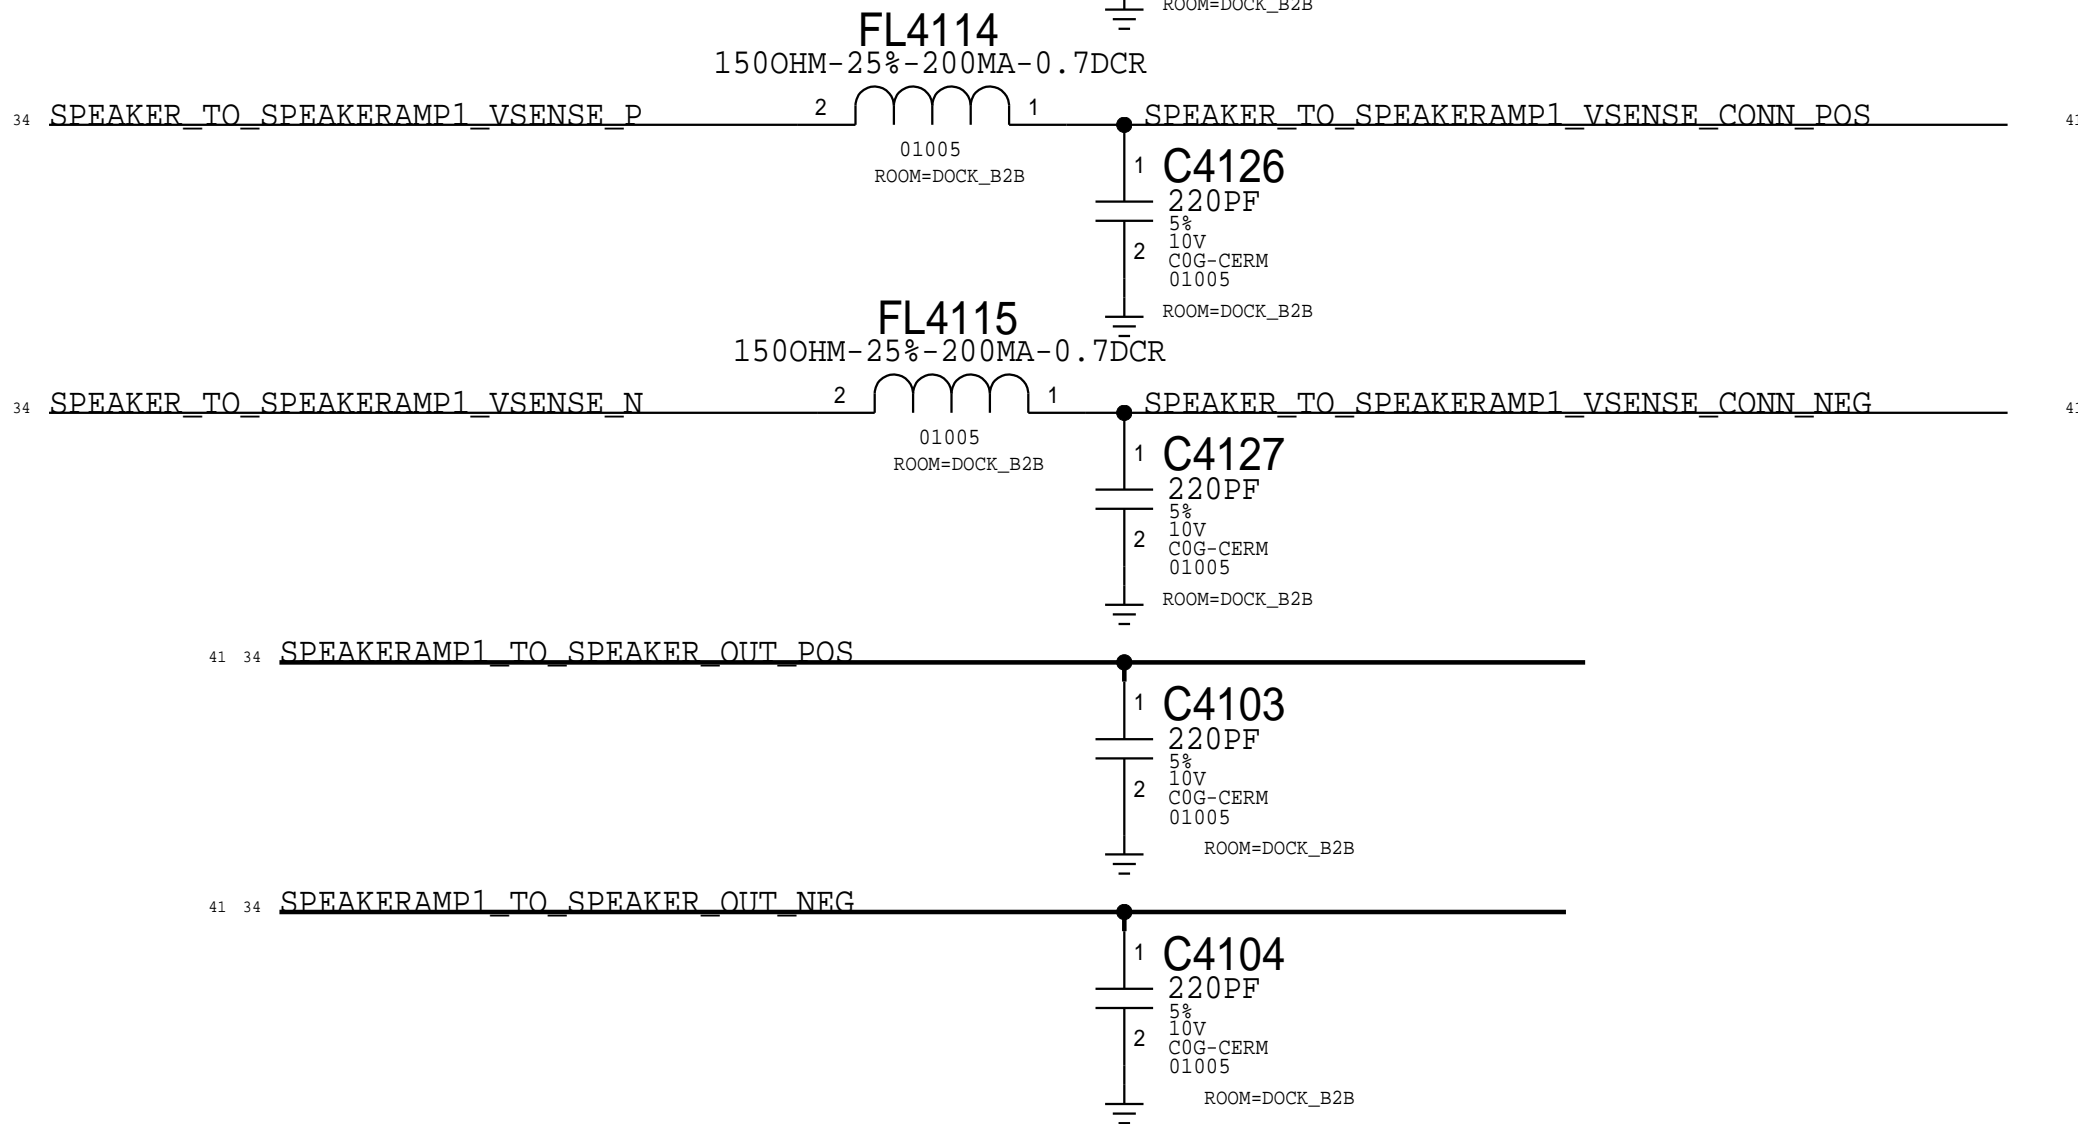 ROOM=DOCK_B2B
FL4114
150OHM-25%-200MA-0.7DCR
34 SPEAKER_TO_SPEAKERAMP1_VSENSE_P 2 1 SPEAKER_TO_SPEAKERAMP1_VSENSE_CONN_POS 41
01005
ROOM=DOCK_B2B
1 C4126
220PF
5%
10V
2 C0G-CERM
01005
ROOM=DOCK_B2B
FL4115
150OHM-25%-200MA-0.7DCR
34 SPEAKER_TO_SPEAKERAMP1_VSENSE_N 2 1 SPEAKER_TO_SPEAKERAMP1_VSENSE_CONN_NEG 41
01005
ROOM=DOCK_B2B
1 C4127
220PF
5%
10V
2 C0G-CERM
01005
ROOM=DOCK_B2B
41 34 SPEAKERAMP1_TO_SPEAKER_OUT_POS
1 C4103
220PF
5%
10V
2 C0G-CERM
01005
ROOM=DOCK_B2B
41 34 SPEAKERAMP1_TO_SPEAKER_OUT_NEG
1 C4104
220PF
5%
10V
2 C0G-CERM
01005
ROOM=DOCK_B2B